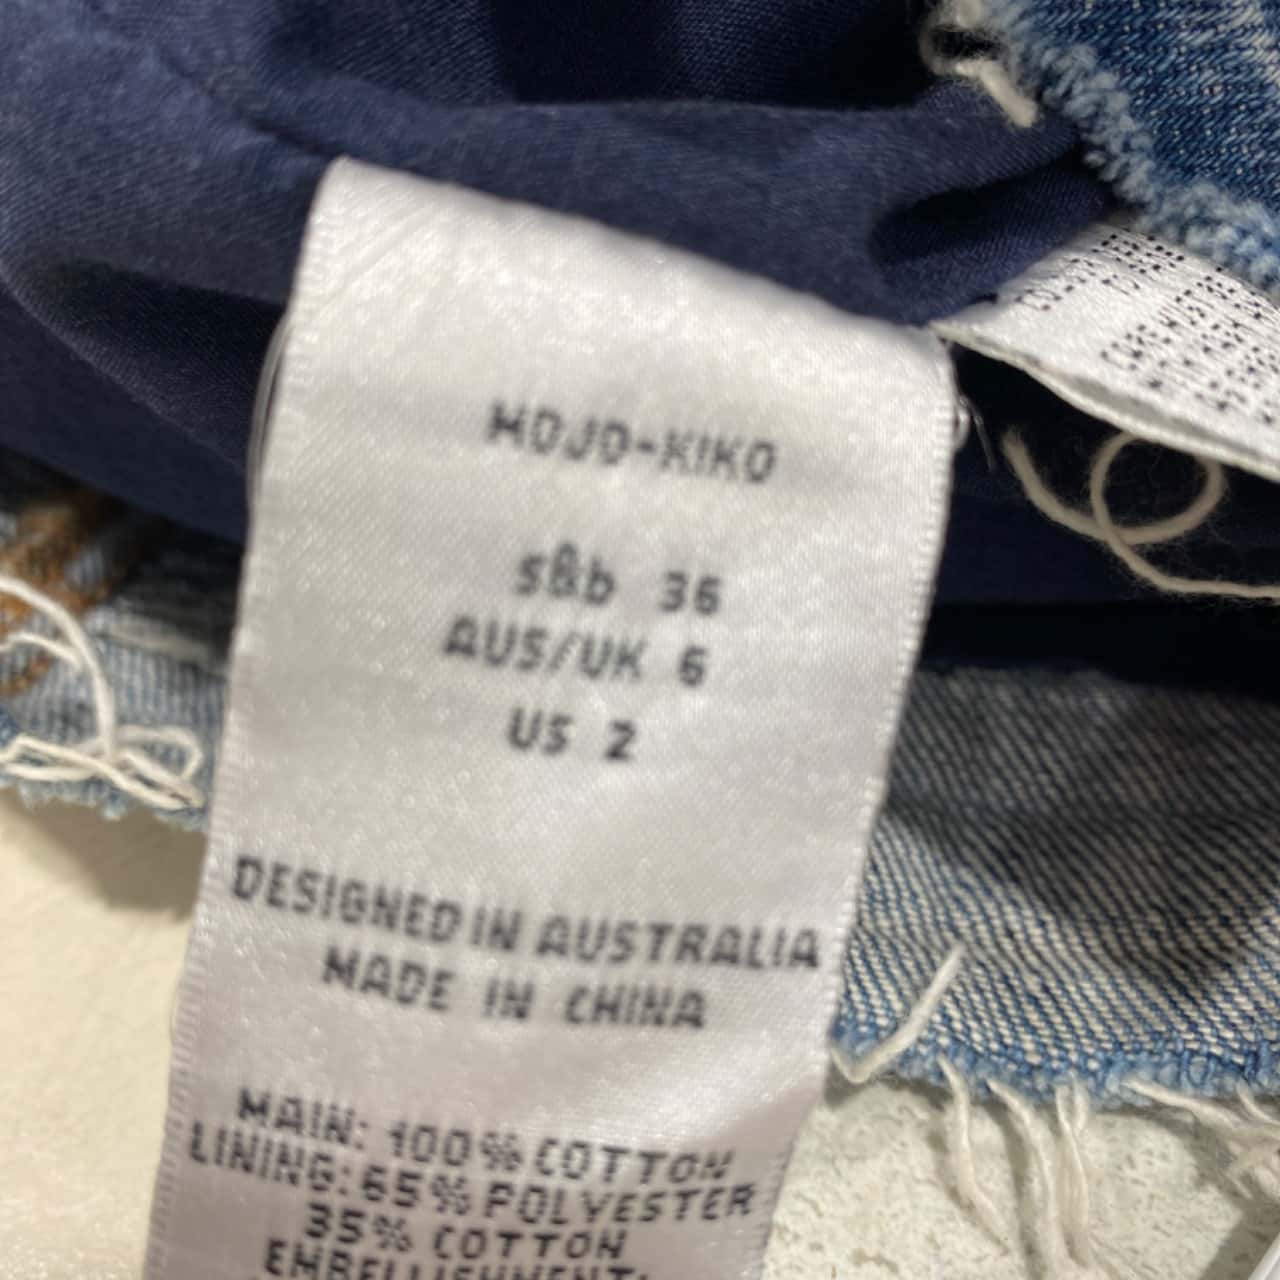 MOJO-KIKO
s&b 36
AUS/UK 6
US 2
DESIGNED IN AUSTRALIA
MADE IN CHINA
MAIN: 100% COTTON
LINING: 65% POLYESTER
35% COTTON
EMBELLISHMENT: